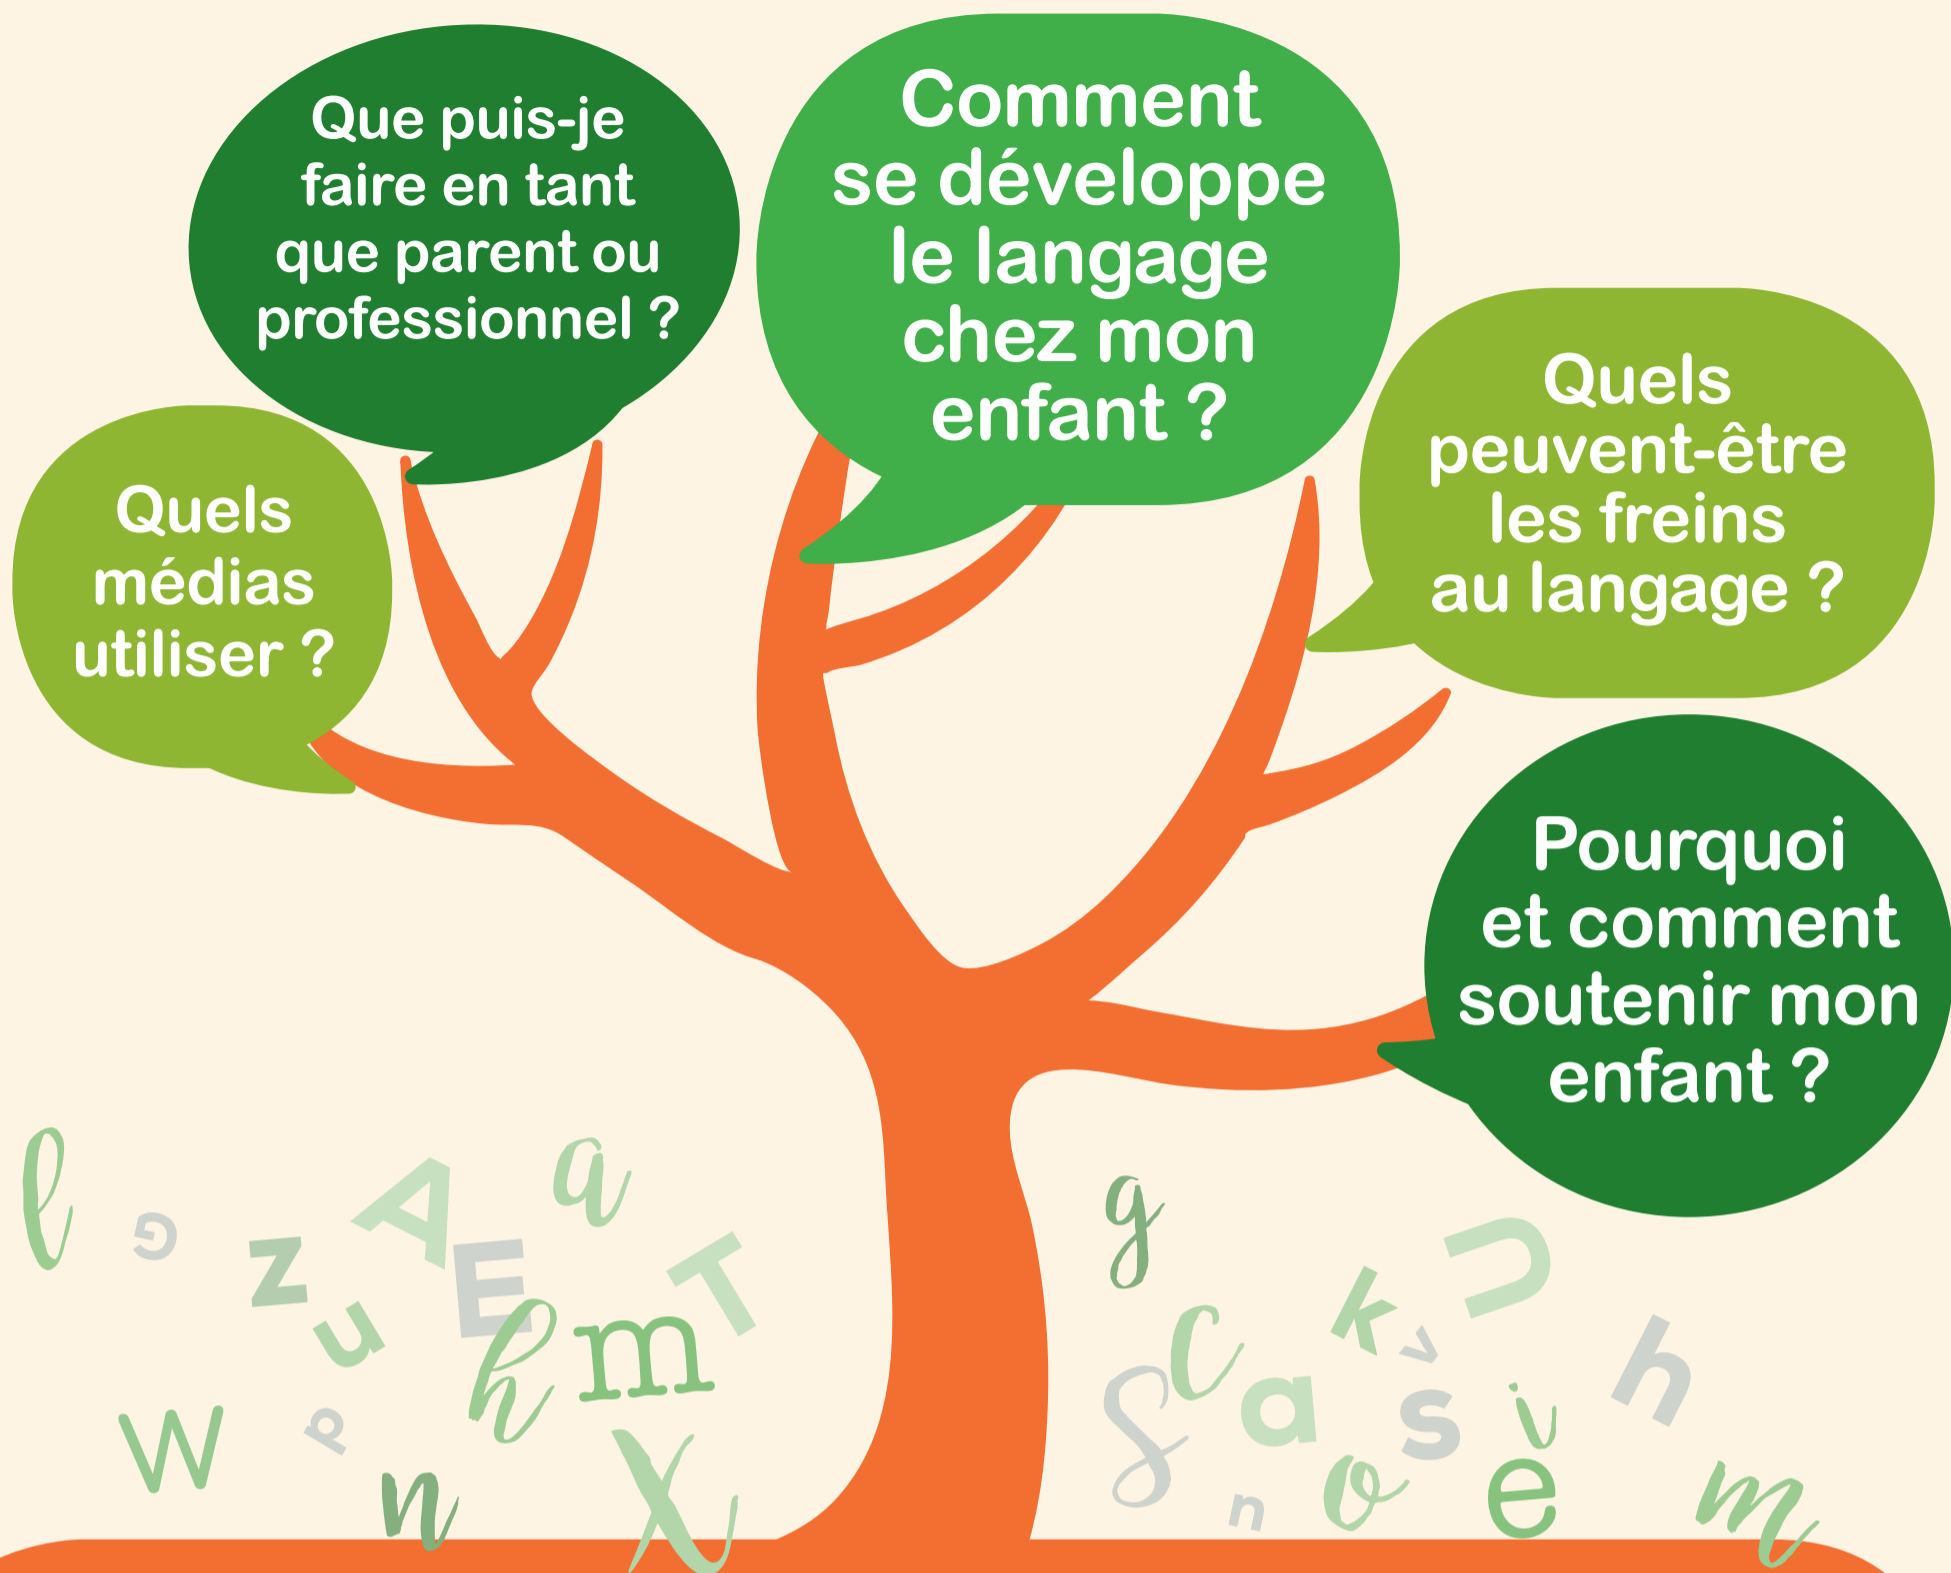 Que puis-je
faire en tant
que parent ou
professionnel ?
Comment
se développe
le langage
chez mon
enfant ?
Quels
peuvent-être
les freins
au langage ?
Quels
médias
utiliser ?
Pourquoi
et comment
soutenir mon
enfant ?
l
G
z
A
a
E
u
T
h
m
w
p
n
X
g
k
U
C
v
h
S
a
s
i
o
n
e
m